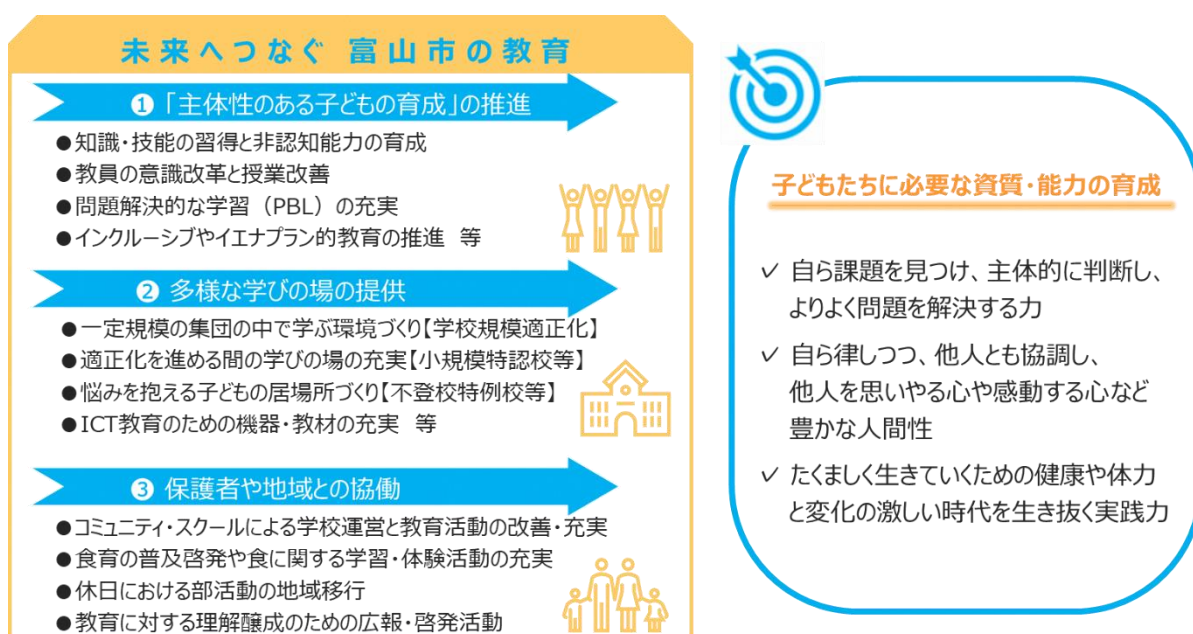 未来へつなぐ 富山市の教育
❶「主体性のある子どもの育成」の推進
●知識・技能の習得と非認知能力の育成
●教員の意識改革と授業改善
●問題解決的な学習（PBL）の充実
●インクルーシブやイエナプラン的教育の推進 等
❷ 多様な学びの場の提供
●一定規模の集団の中で学ぶ環境づくり【学校規模適正化】
●適正化を進める間の学びの場の充実【小規模特認校等】
●悩みを抱える子どもの居場所づくり【不登校特例校等】
●ICT教育のための機器・教材の充実 等
❸ 保護者や地域との協働
●コミュニティ・スクールによる学校運営と教育活動の改善・充実
●食育の普及啓発や食に関する学習・体験活動の充実
●休日における部活動の地域移行
●教育に対する理解醸成のための広報・啓発活動
子どもたちに必要な資質・能力の育成
✓ 自ら課題を見つけ、主体的に判断し、
よりよく問題を解決する力
✓ 自ら律しつつ、他人とも協調し、
他人を思いやる心や感動する心など
豊かな人間性
✓ たくましく生きていくための健康や体力
と変化の激しい時代を生き抜く実践力